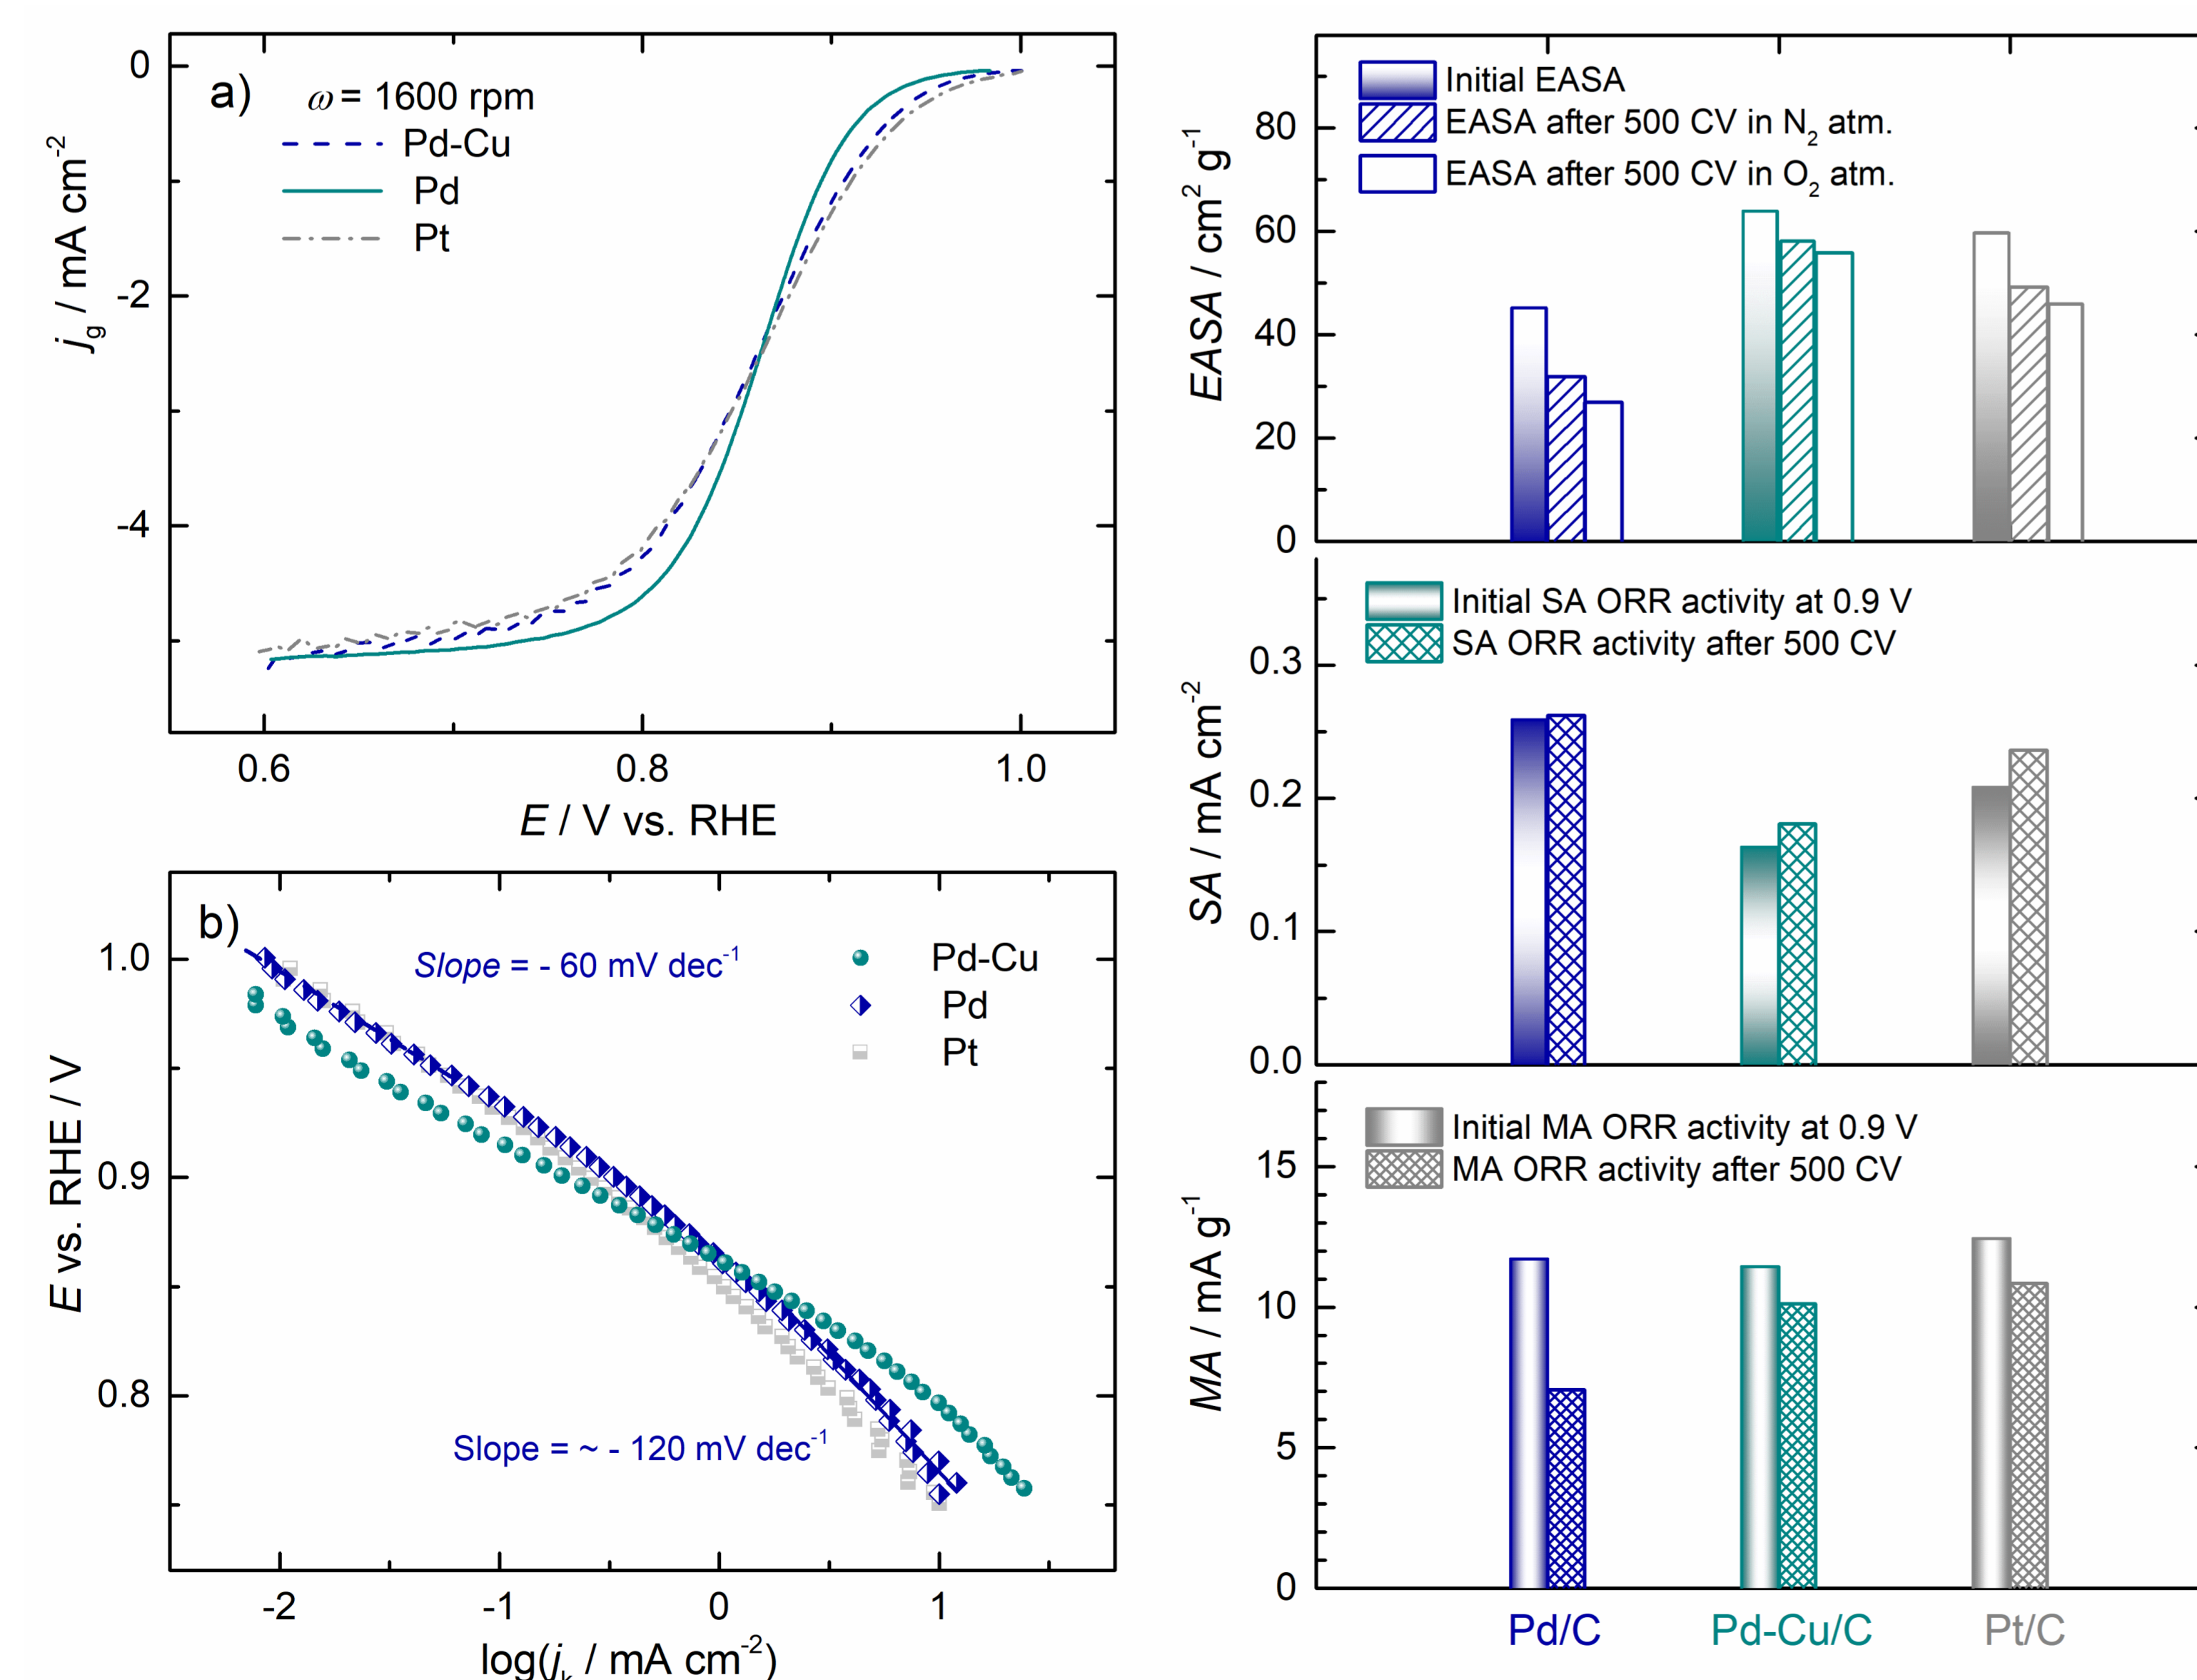 a)
ω = 1600 rpm
Pd-Cu
Pd
Pt
0
-2
-4
j_g / mA cm^-2
0.6 0.8 1.0
E / V vs. RHE
b)
Slope = - 60 mV dec^-1
Pd-Cu
Pd
Pt
Slope = ~ - 120 mV dec^-1
1.0
0.9
0.8
E vs. RHE / V
-2 -1 0 1
log(j_k / mA cm^-2)
Initial EASA
EASA after 500 CV in N_2 atm.
EASA after 500 CV in O_2 atm.
80
60
40
20
0
EASA / cm^2 g^-1
Initial SA ORR activity at 0.9 V
SA ORR activity after 500 CV
0.3
0.2
0.1
0.0
SA / mA cm^-2
Initial MA ORR activity at 0.9 V
MA ORR activity after 500 CV
15
10
5
0
MA / mA g^-1
Pd/C Pd-Cu/C Pt/C